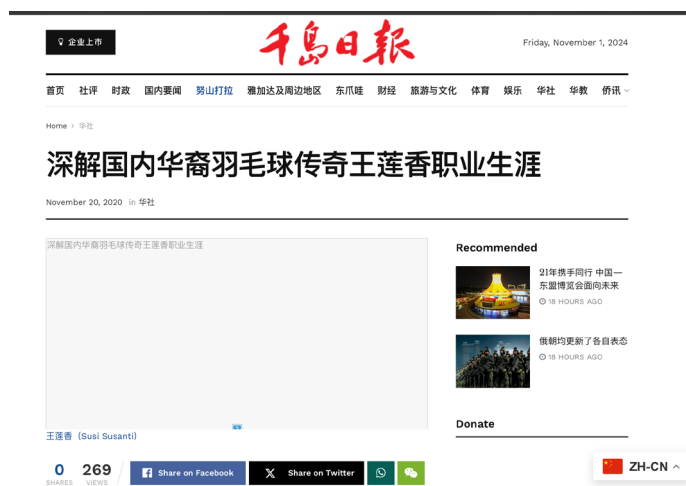 企业上市
千岛日报
Friday, November 1, 2024
首页 社评 时政 国内要闻 努山打拉 雅加达及周边地区 东爪哇 财经 旅游与文化 体育 娱乐 华社 华教 侨讯
Home > 华社
深解国内华裔羽毛球传奇王莲香职业生涯
November 20, 2020 in 华社
深解国内华裔羽毛球传奇王莲香职业生涯
王莲香 (Susi Susanti)
0
SHARES
269
VIEWS
Share on Facebook
Share on Twitter
Recommended
21年携手同行 中国—
东盟博览会面向未来
18 HOURS AGO
俄朝均更新了各自表态
18 HOURS AGO
Donate
ZH-CN